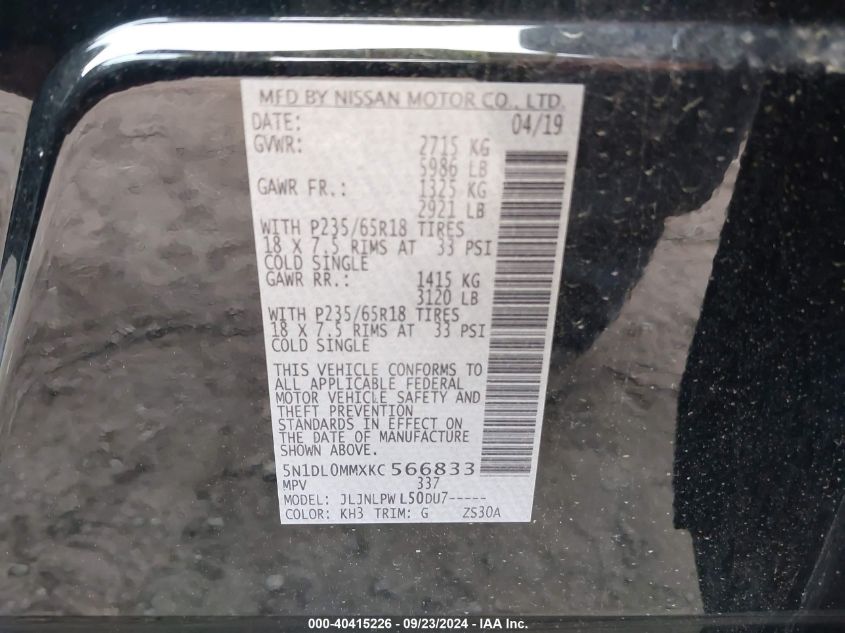 MFD BY NISSAN MOTOR CO., LTD.
DATE: 04/19
GVWR: 2715 KG
5986 LB
GAWR FR.: 1325 KG
2921 LB
WITH P235/65R18 TIRES
18 X 7.5 RIMS AT 33 PSI
COLD SINGLE
GAWR RR.: 1415 KG
3120 LB
WITH P235/65R18 TIRES
18 X 7.5 RIMS AT 33 PSI
COLD SINGLE
THIS VEHICLE CONFORMS TO
ALL APPLICABLE FEDERAL
MOTOR VEHICLE SAFETY AND
THEFT PREVENTION
STANDARDS IN EFFECT ON
THE DATE OF MANUFACTURE
SHOWN ABOVE.
5N1DL0MMXKC566833
MPV 337
MODEL: JLJNLPWL50DU7-----
COLOR: KH3 TRIM: G ZS30A
000-40415226 - 09/23/2024 - IAA Inc.